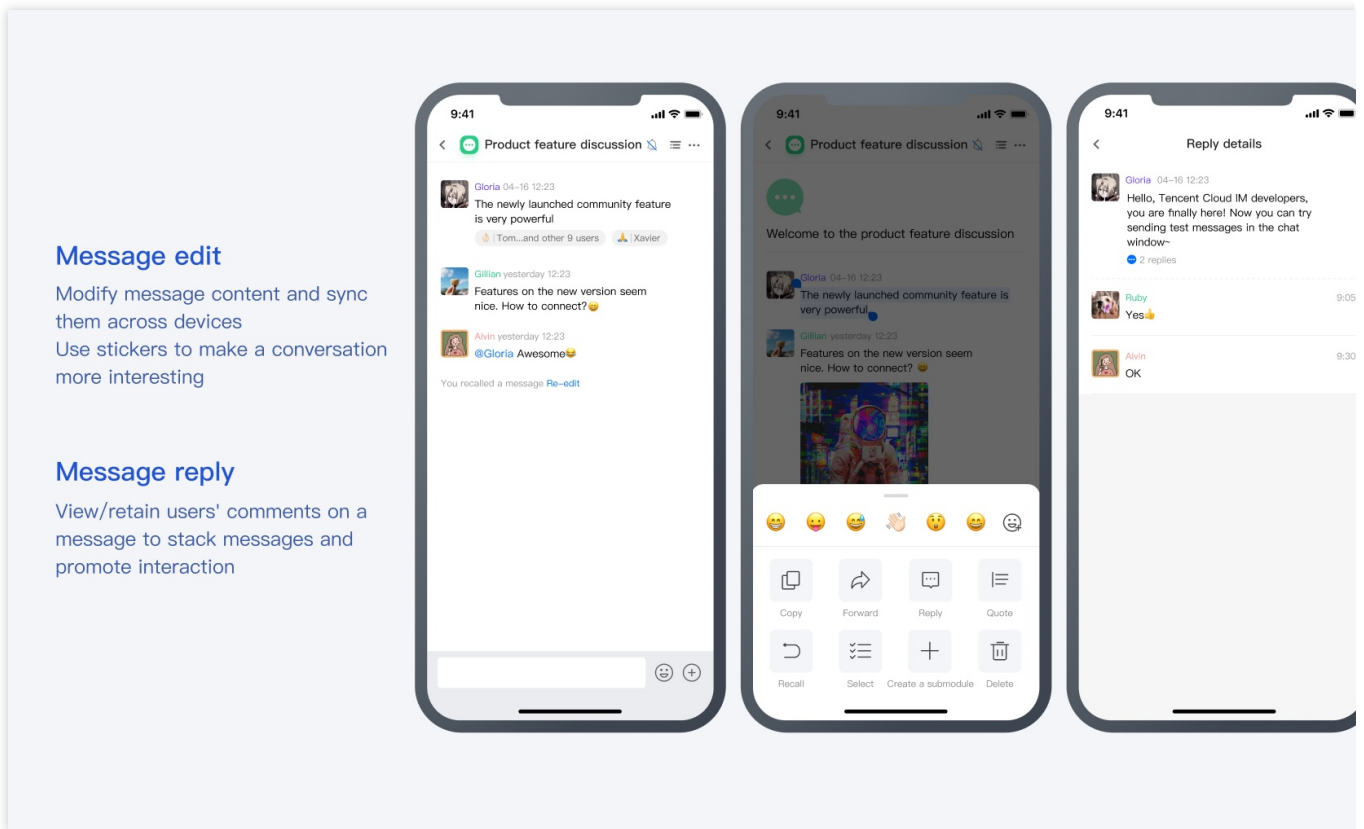 Message edit
Modify message content and sync
them across devices
Use stickers to make a conversation
more interesting
Message reply
View/retain users' comments on a
message to stack messages and
promote interaction
9:41
Product feature discussion
Gloria 04-16 12:23
The newly launched community feature
is very powerful
Tom...and other 9 users
Xavier
Gillian yesterday 12:23
Features on the new version seem
nice. How to connect?😄
Alvin yesterday 12:23
@Gloria Awesome😂
You recalled a message Re-edit
9:41
Product feature discussion
Welcome to the product feature discussion
Gloria 04-16 12:23
The newly launched community feature is
very powerful
Gillian yesterday 12:23
Features on the new version seem
nice. How to connect? 😄
Copy
Forward
Reply
Quote
Recall
Select
Create a submodule
Delete
9:41
Reply details
Gloria 04-16 12:23
Hello, Tencent Cloud IM developers,
you are fnally here! Now you can try
sending test messages in the chat
window~
2 replies
Ruby
9:05
Yes👍
Alvin
9:30
OK